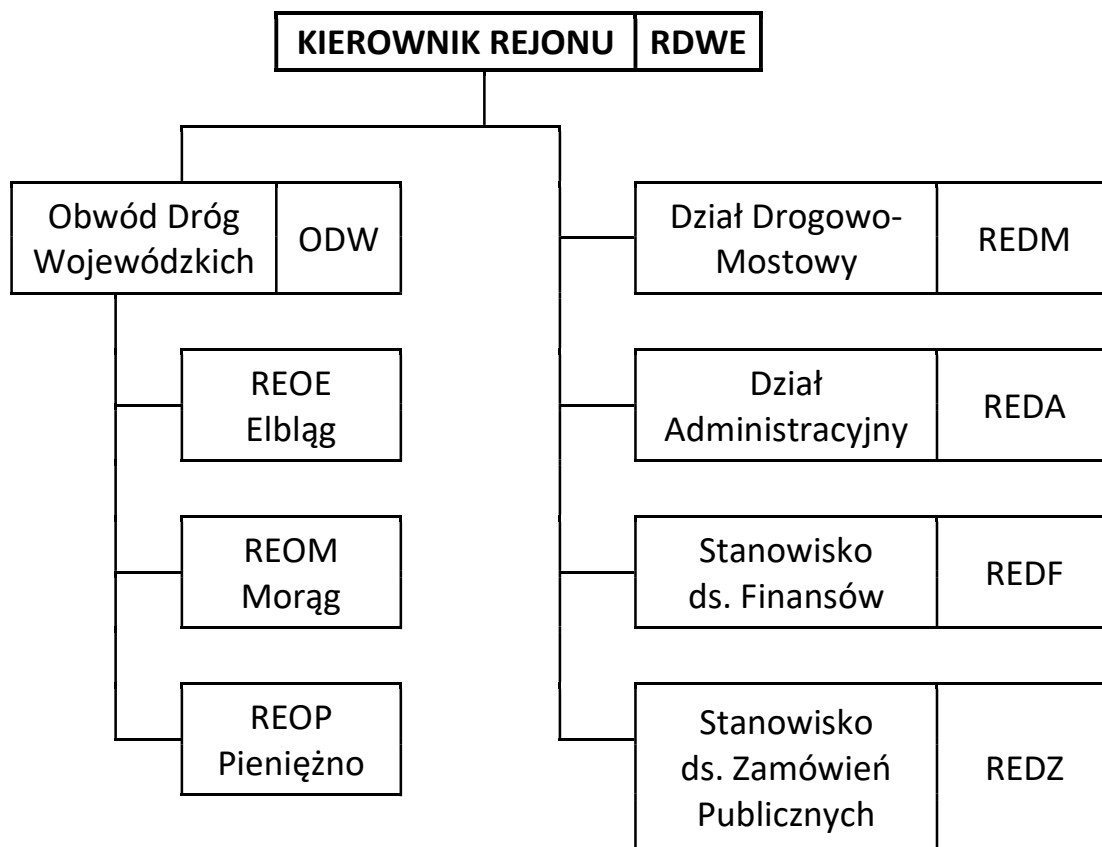 KIEROWNIK REJONU RDWE
Obwód Dróg
Wojewódzkich
ODW
REOE
Elbląg
REOM
Morąg
REOP
Pieniężno
Dział Drogowo-
Mostowy
REDM
Dział
Administracyjny
REDA
Stanowisko
ds. Finansów
REDF
Stanowisko
ds. Zamówień
Publicznych
REDZ